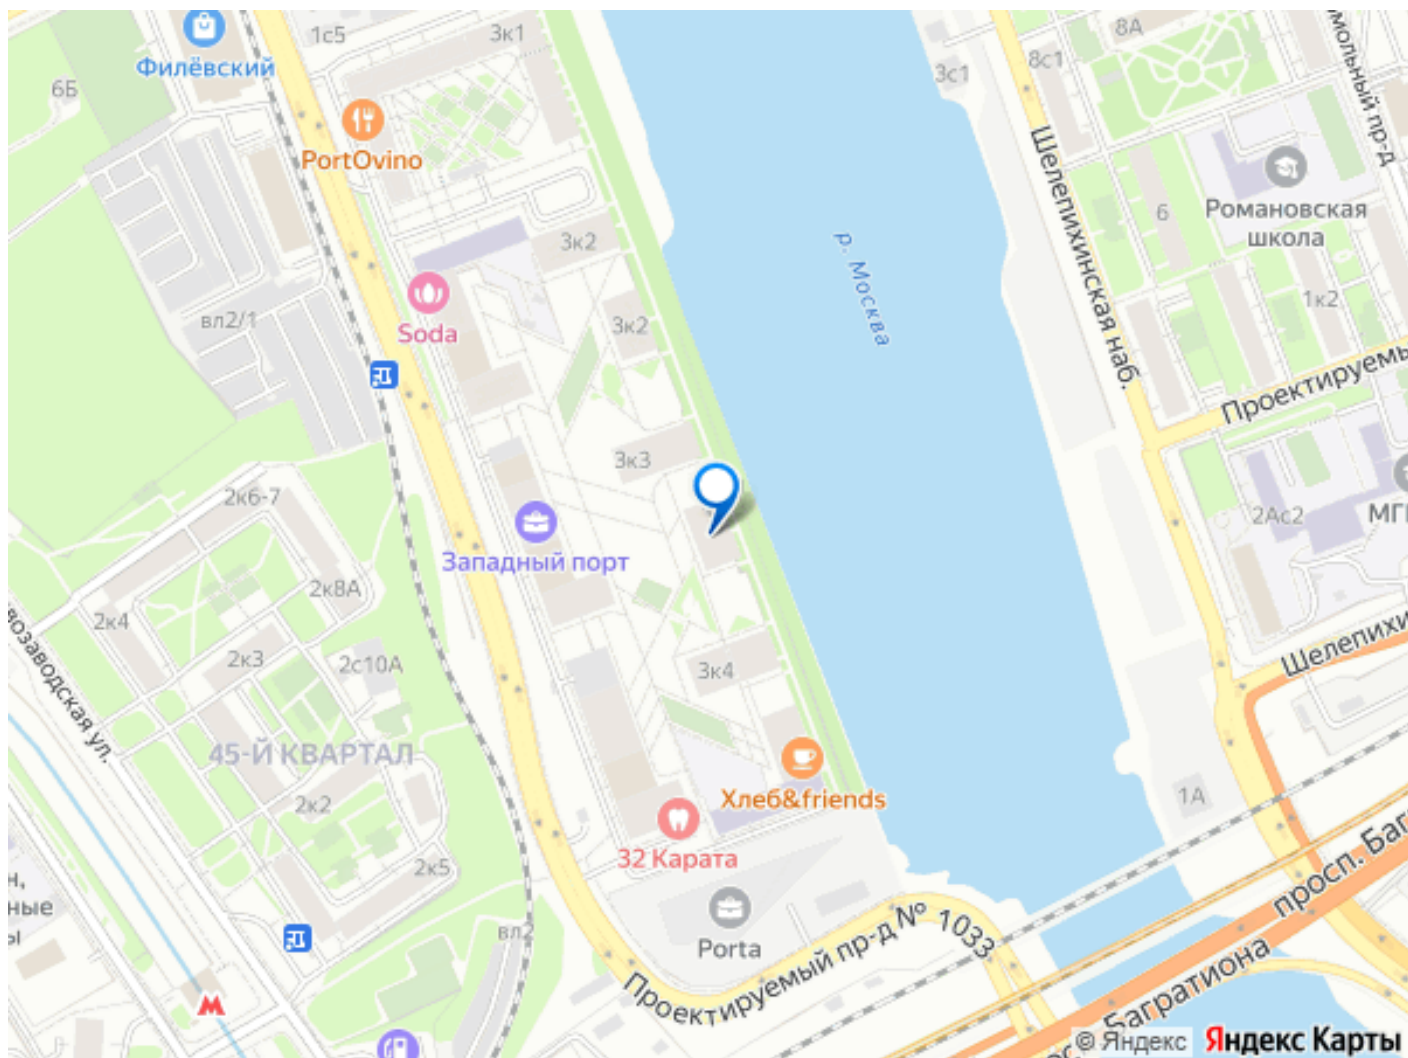 1с5
3к1
8А
8с1
3с1
Филёвский
6Б
PortOvino
Шелепихинская наб.
Романовская
школа
6
3к2
р. Москва
1к2
вл2/1
Soda
3к2
3к3
2к6-7
2Ас2
Западный порт
2к8А
2к4
2к3
2с10А
3к4
45-Й КВАРТАЛ
2к2
Хлеб&friends
1А
32 Карата
2к5
вл2
Porta
Проектируемый пр-д № 1033
Багратиона
© Яндекс Яндекс Карты